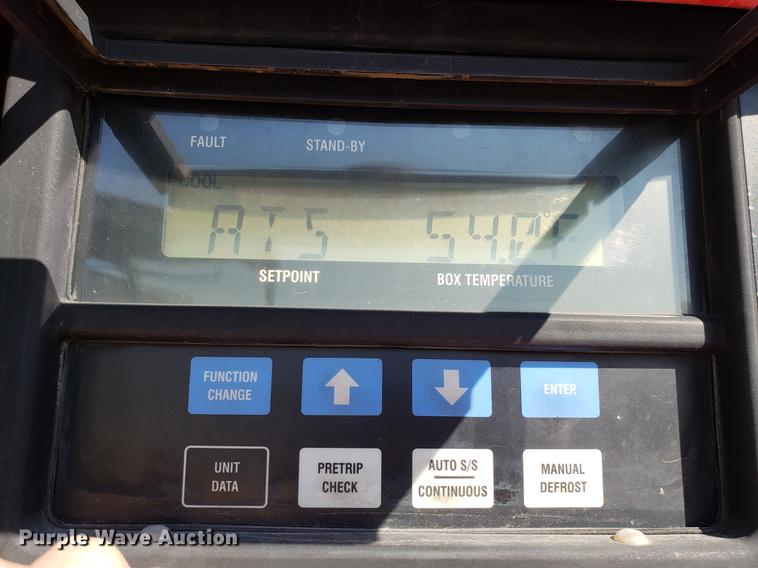 FAULT STAND-BY
COOL
ATS 54.0°F
SETPOINT BOX TEMPERATURE
FUNCTION CHANGE
ENTER
UNIT DATA
PRETRIP CHECK
AUTO S/S CONTINUOUS
MANUAL DEFROST
Purple Wave Auction